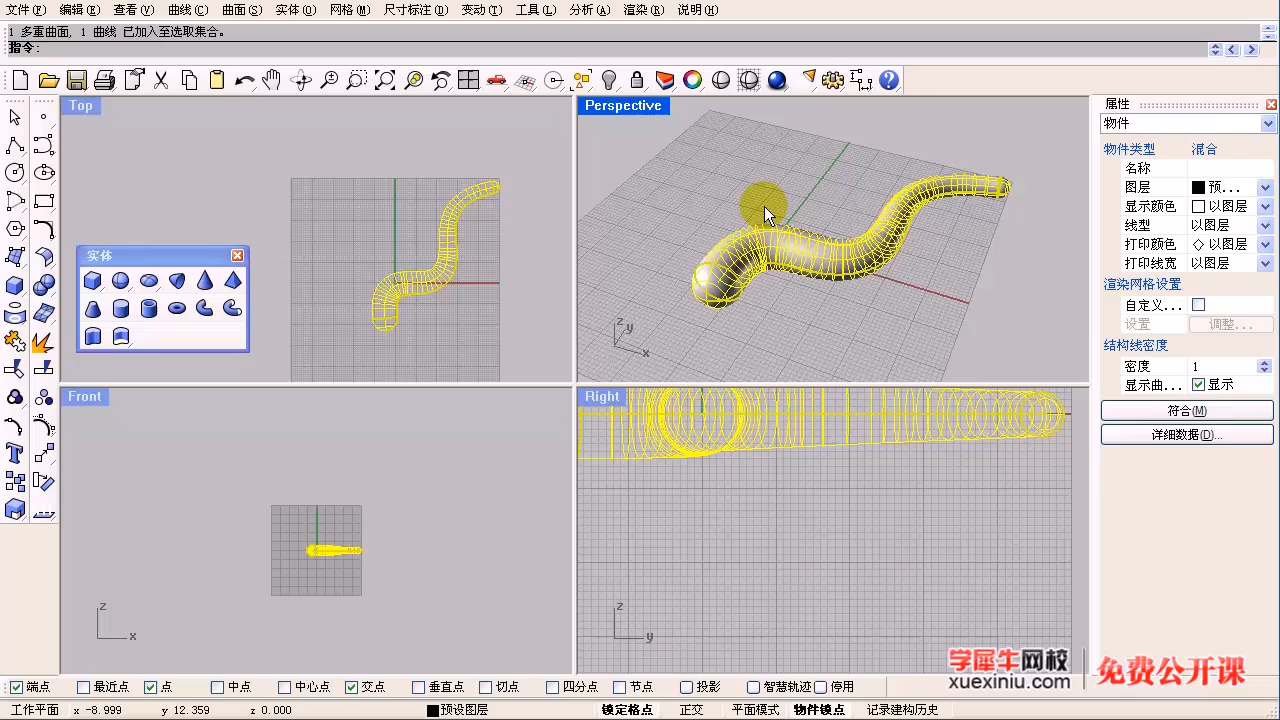 文件(F) 编辑(E) 查看(V) 曲线(C) 曲面(S) 实体(O) 网格(M) 尺寸标注(D) 变动(T) 工具(L) 分析(A) 渲染(R) 说明(H)
1 多重曲面, 1 曲线 已加入至选取集合。
指令:
Top
Perspective
Front
Right
实体
z
y
x
z
x
z
y
属性
物件
物件类型 混合
名称
图层 预...
显示颜色 以图层
线型 以图层
打印颜色 以图层
打印线宽 以图层
渲染网格设置
自定义...
设置 调整...
结构线密度
密度 1
显示曲... 显示
符合(M)
详细数据(D)...
学犀牛网校
xuexiniu.com
免费公开课
端点 最近点 点 中点 中心点 交点 垂直点 切点 四分点 节点 投影 智慧轨迹 停用
工作平面 x -8.999 y 12.359 z 0.000 预设图层 锁定格点 正交 平面模式 物件锁点 记录建构历史